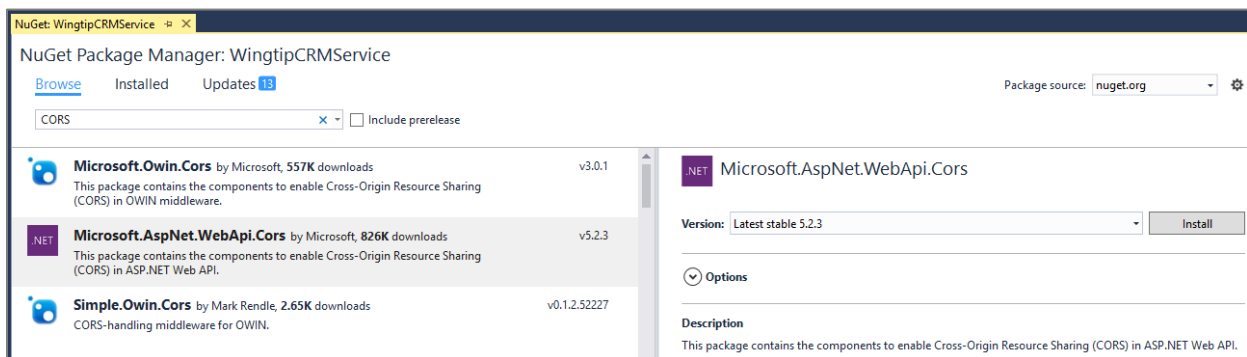 NuGet: WingtipCRMService
NuGet Package Manager: WingtipCRMService
Browse Installed Updates 13
Package source: nuget.org
CORS
Include prerelease
Microsoft.Owin.Cors by Microsoft, 557K downloads v3.0.1
This package contains the components to enable Cross-Origin Resource Sharing
(CORS) in OWIN middleware.
.NET Microsoft.AspNet.WebApi.Cors by Microsoft, 826K downloads v5.2.3
This package contains the components to enable Cross-Origin Resource Sharing
(CORS) in ASP.NET Web API.
Simple.Owin.Cors by Mark Rendle, 2.65K downloads v0.1.2.52227
CORS-handling middleware for OWIN.
.NET Microsoft.AspNet.WebApi.Cors
Version: Latest stable 5.2.3 Install
Options
Description
This package contains the components to enable Cross-Origin Resource Sharing (CORS) in ASP.NET Web API.